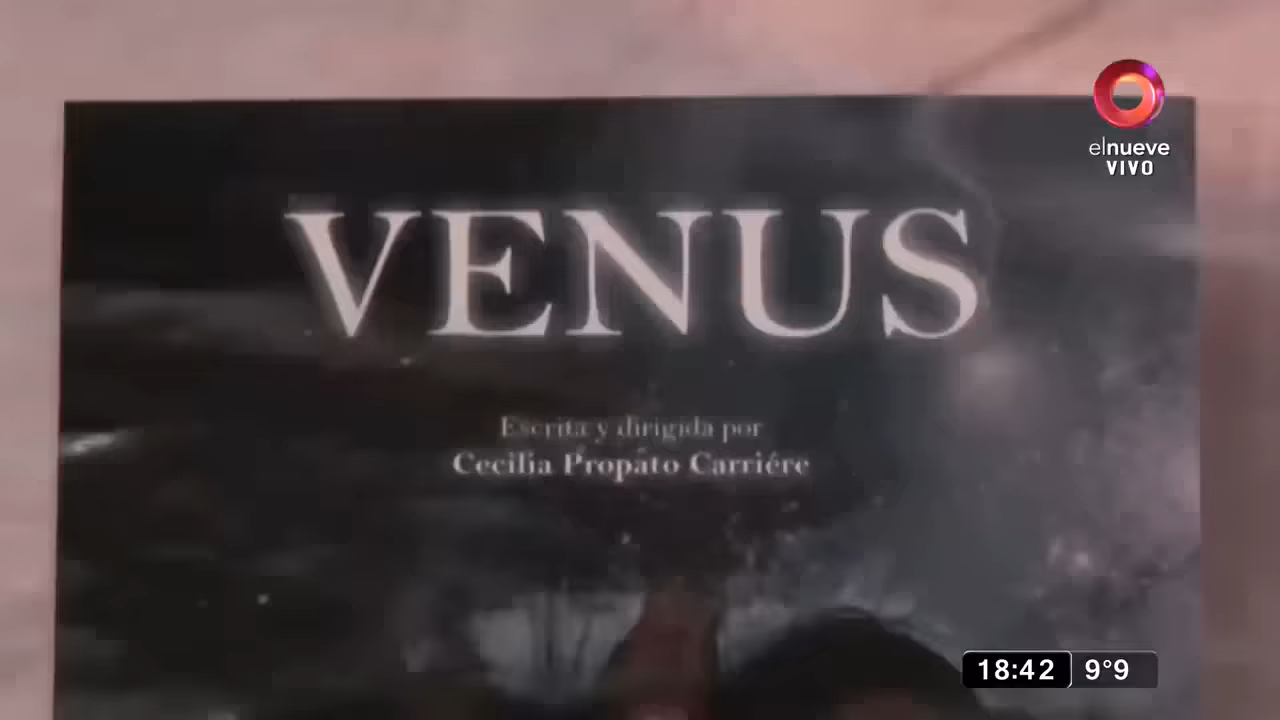 elnueve
VIVO
VENUS
Escrita y dirigida por
Cecilia Propato Carriére
18:42 9°9